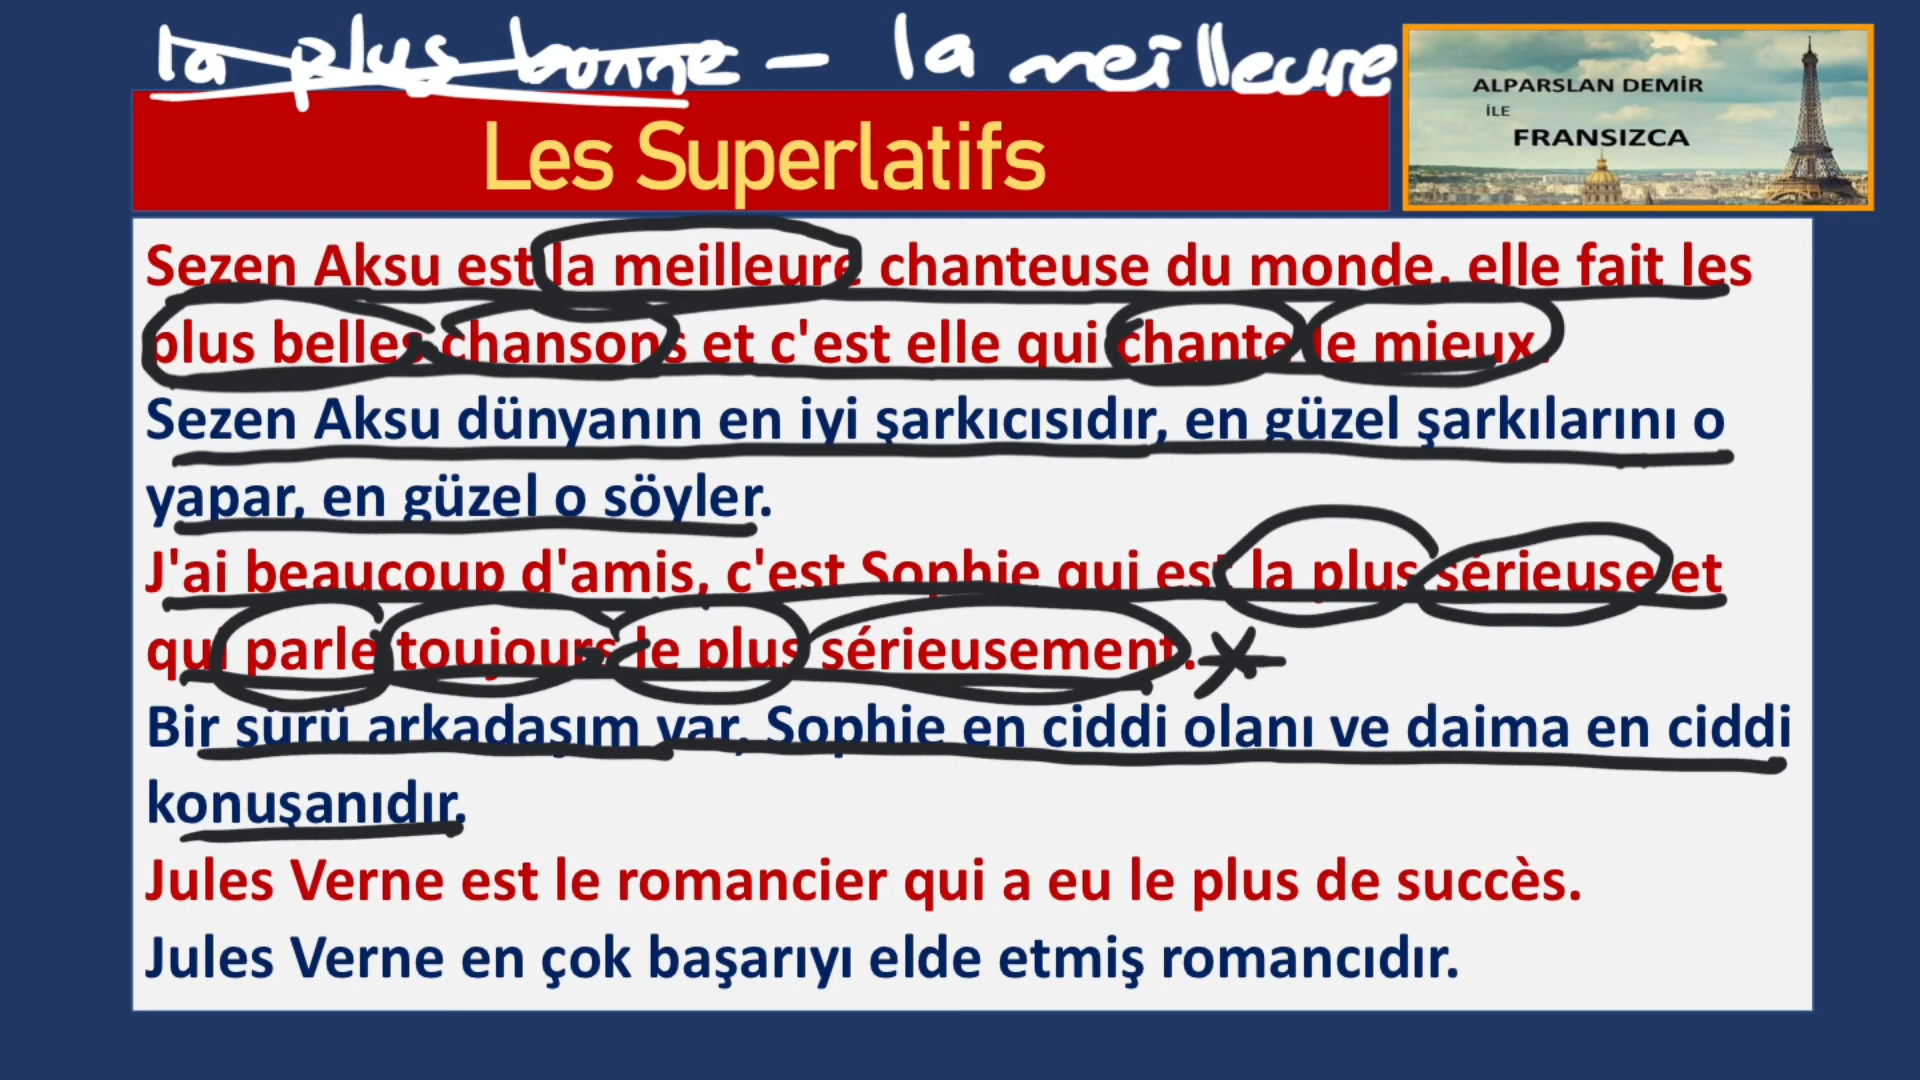 la plus bonne - la meilleure
ALPARSLAN DEMİR
İLE
FRANSIZCA
Les Superlatifs
Sezen Aksu est la meilleure chanteuse du monde, elle fait les
plus belles chansons et c'est elle qui chante le mieux.
Sezen Aksu dünyanın en iyi şarkıcısıdır, en güzel şarkılarını o
yapar, en güzel o söyler.
J'ai beaucoup d'amis, c'est Sophie qui est la plus sérieuse et
qui parle toujours le plus sérieusement.
Bir sürü arkadaşım var, Sophie en ciddi olanı ve daima en ciddi
konuşanıdır.
Jules Verne est le romancier qui a eu le plus de succès.
Jules Verne en çok başarıyı elde etmiş romancıdır.